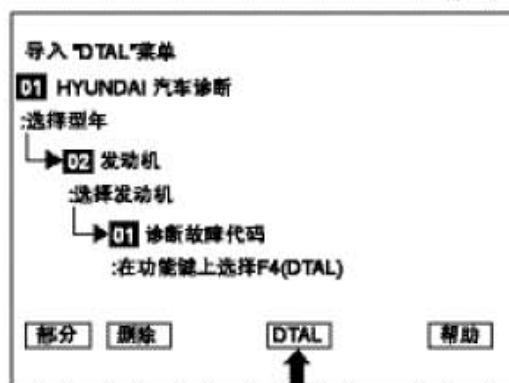 导入"DTAL"菜单
01 HYUNDAI 汽车诊断
:选择型年
02 发动机
:选择发动机
01 诊断故障代码
:在功能键上选择F4(DTAL)
部分 删除 DTAL 帮助